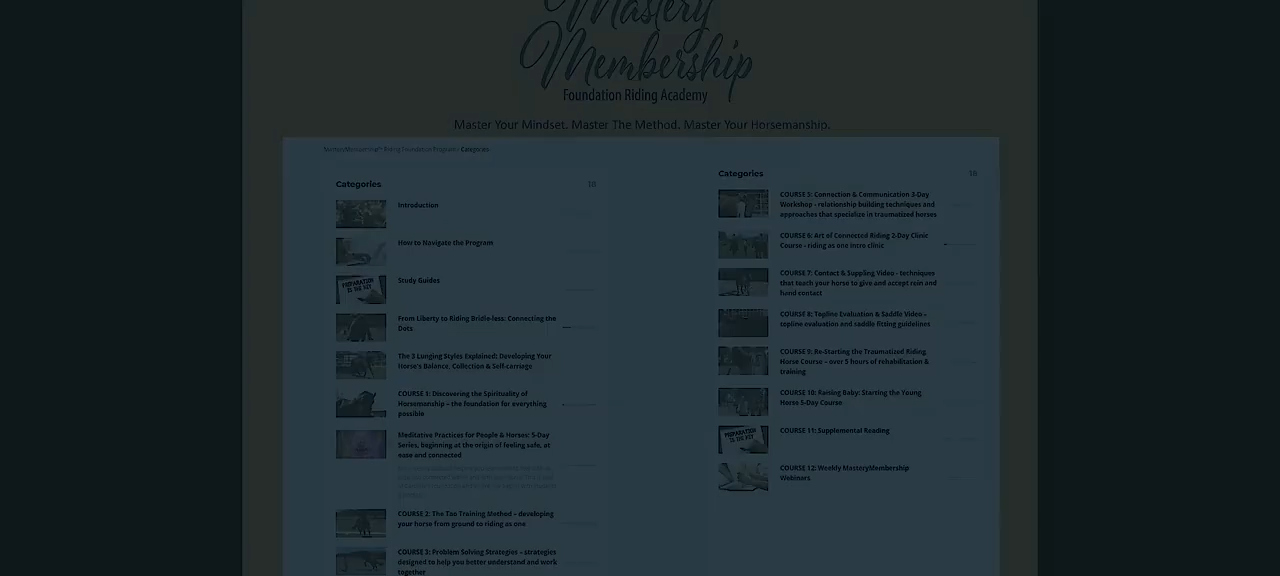 Mastery
Membership
Foundation Riding Academy
Master Your Mindset. Master The Method. Master Your Horsemanship.
Categories
Introduction
How to Navigate the Program
PREPARATION
IS THE KEY
Study Guides
From Liberty to Riding Bridle-less: Connecting the
Dots
The 3 Lunging Styles Explained: Developing Your
Horse's Balance, Collection & Self-carriage
COURSE 1: Discovering the Spirituality of
Horsemanship – the foundation for everything
possible
Meditative Practices for People & Horses: 5-Day
Series, beginning at the origin of feeling safe, at
ease and connected
COURSE 2: The Tao Training Method – developing
your horse from ground to riding as one
COURSE 3: Problem Solving Strategies – strategies
designed to help you better understand and work
together
Categories
16
COURSE 5: Connection & Communication 3-Day
Workshop - relationship building techniques and
approaches that specialize in traumatized horses
COURSE 6: Art of Connected Riding 2-Day Clinic
Course - riding as one intro clinic
COURSE 7: Contact & Suppling Video - techniques
that teach your horse to give and accept rein and
hand contact
COURSE 8: Topline Evaluation & Saddle Video -
topline evaluation and saddle fitting guidelines
COURSE 9: Re-Starting the Traumatized Riding
Horse Course – over 5 hours of rehabilitation &
training
COURSE 10: Raising Baby: Starting the Young
Horse 5-Day Course
PREPARATION
IS THE KEY
COURSE 11: Supplemental Reading
COURSE 12: Weekly MasteryMembership
Webinars